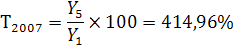 T₂₀₀₇ = Y₅/Y₁ × 100 = 414,96%